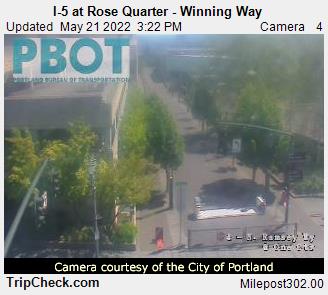 I-5 at Rose Quarter - Winning Way
Updated May 21 2022 3:22 PM Camera 4
PBOT
PORTLAND BUREAU OF TRANSPORTATION
Camera courtesy of the City of Portland
TripCheck.com Milepost302.00